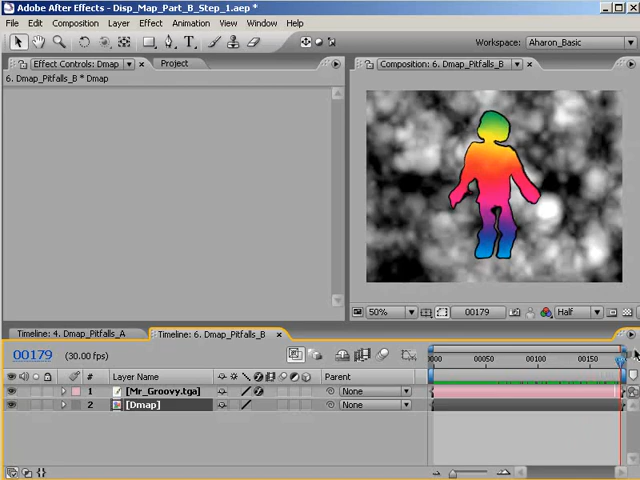 Adobe After Effects - Disp_Map_Part_B_Step_1.aep *
File Edit Composition Layer Effect Animation View Window Help
Workspace: Aharon_Basic
Effect Controls: Dmap Project
Composition: 6. Dmap_Pitfalls_B
6. Dmap_Pitfalls_B * Dmap
50% 00179 Half
Timeline: 4. Dmap_Pitfalls_A Timeline: 6. Dmap_Pitfalls_B
00179 (30.00 fps)
0000 00050 00100 00150
# Layer Name Parent
1 [Mr_Groovy.tga] None
2 [Dmap] None